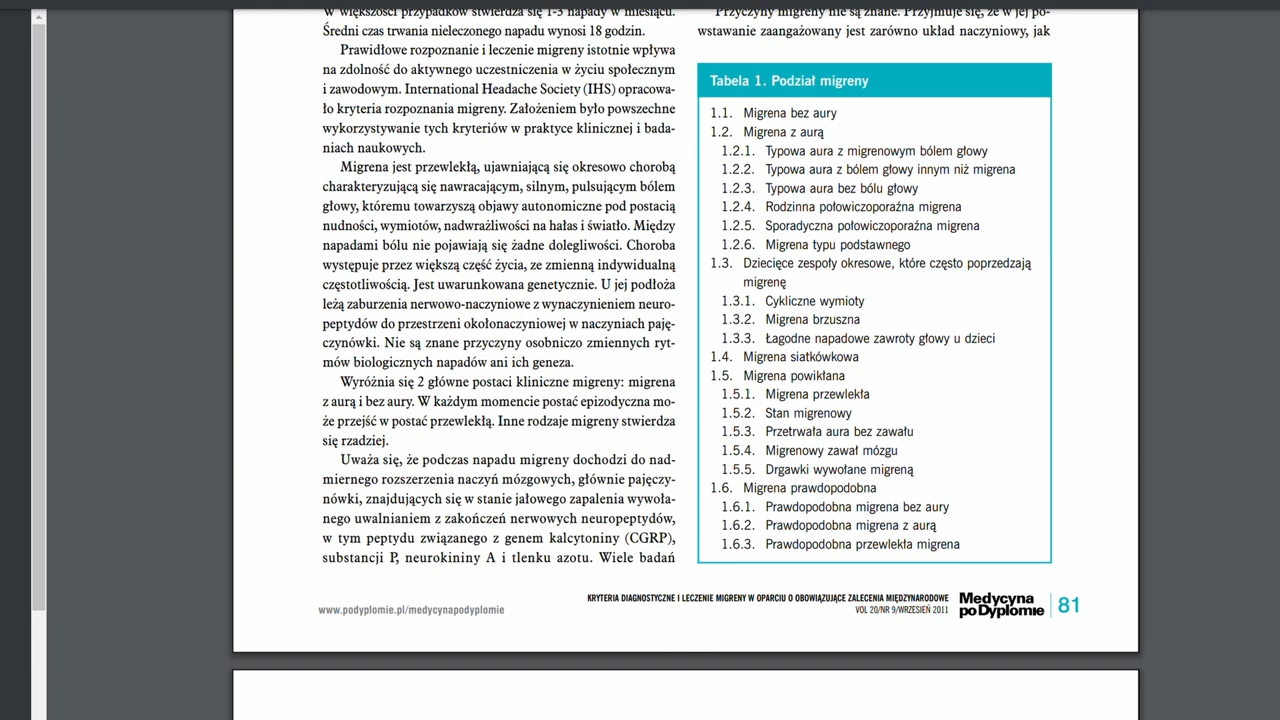 W większości przypadków stwierdza się 1-3 napady w miesiącu.
Średni czas trwania nieleczonego napadu wynosi 18 godzin.
Prawidłowe rozpoznanie i leczenie migreny istotnie wpływa
na zdolność do aktywnego uczestniczenia w życiu społecznym
i zawodowym. International Headache Society (IHS) opracowa-
ło kryteria rozpoznania migreny. Założeniem było powszechne
wykorzystywanie tych kryteriów w praktyce klinicznej i bada-
niach naukowych.
Migrena jest przewlekłą, ujawniającą się okresowo chorobą
charakteryzującą się nawracającym, silnym, pulsującym bólem
głowy, któremu towarzyszą objawy autonomiczne pod postacią
nudności, wymiotów, nadwrażliwości na hałas i światło. Między
napadami bólu nie pojawiają się żadne dolegliwości. Choroba
występuje przez większą część życia, ze zmienną indywidualną
częstotliwością. Jest uwarunkowana genetycznie. U jej podłoża
leżą zaburzenia nerwowo-naczyniowe z wynaczynieniem neuro-
peptydów do przestrzeni okołonaczyniowej w naczyniach paję-
czynówki. Nie są znane przyczyny osobniczo zmiennych ryt-
mów biologicznych napadów ani ich geneza.
Wyróżnia się 2 główne postaci kliniczne migreny: migrena
z aurą i bez aury. W każdym momencie postać epizodyczna mo-
że przejść w postać przewlekłą. Inne rodzaje migreny stwierdza
się rzadziej.
Uważa się, że podczas napadu migreny dochodzi do nad-
miernego rozszerzenia naczyń mózgowych, głównie pajęczy-
nówki, znajdujących się w stanie jałowego zapalenia wywoła-
nego uwalnianiem z zakończeń nerwowych neuropeptydów,
w tym peptydu związanego z genem kalcytoniny (CGRP),
substancji P, neurokininy A i tlenku azotu. Wiele badań
Przyczyny migreny nie są znane. Przyjmuje się, że w jej po-
wstawanie zaangażowany jest zarówno układ naczyniowy, jak
Tabela 1. Podział migreny
1.1. Migrena bez aury
1.2. Migrena z aurą
1.2.1. Typowa aura z migrenowym bólem głowy
1.2.2. Typowa aura z bólem głowy innym niż migrena
1.2.3. Typowa aura bez bólu głowy
1.2.4. Rodzinna połowiczoporaźna migrena
1.2.5. Sporadyczna połowiczoporaźna migrena
1.2.6. Migrena typu podstawnego
1.3. Dziecięce zespoły okresowe, które często poprzedzają
migrenę
1.3.1. Cykliczne wymioty
1.3.2. Migrena brzuszna
1.3.3. Łagodne napadowe zawroty głowy u dzieci
1.4. Migrena siatkówkowa
1.5. Migrena powikłana
1.5.1. Migrena przewlekła
1.5.2. Stan migrenowy
1.5.3. Przetrwała aura bez zawału
1.5.4. Migrenowy zawał mózgu
1.5.5. Drgawki wywołane migreną
1.6. Migrena prawdopodobna
1.6.1. Prawdopodobna migrena bez aury
1.6.2. Prawdopodobna migrena z aurą
1.6.3. Prawdopodobna przewlekła migrena
www.podyplomie.pl/medycynapodyplomie
KRYTERIA DIAGNOSTYCZNE I LECZENIE MIGRENY W OPARCIU O OBOWIĄZUJĄCE ZALECENIA MIĘDZYNARODOWE
VOL 20/NR 9/WRZESIEŃ 2011
Medycyna
po Dyplomie
81